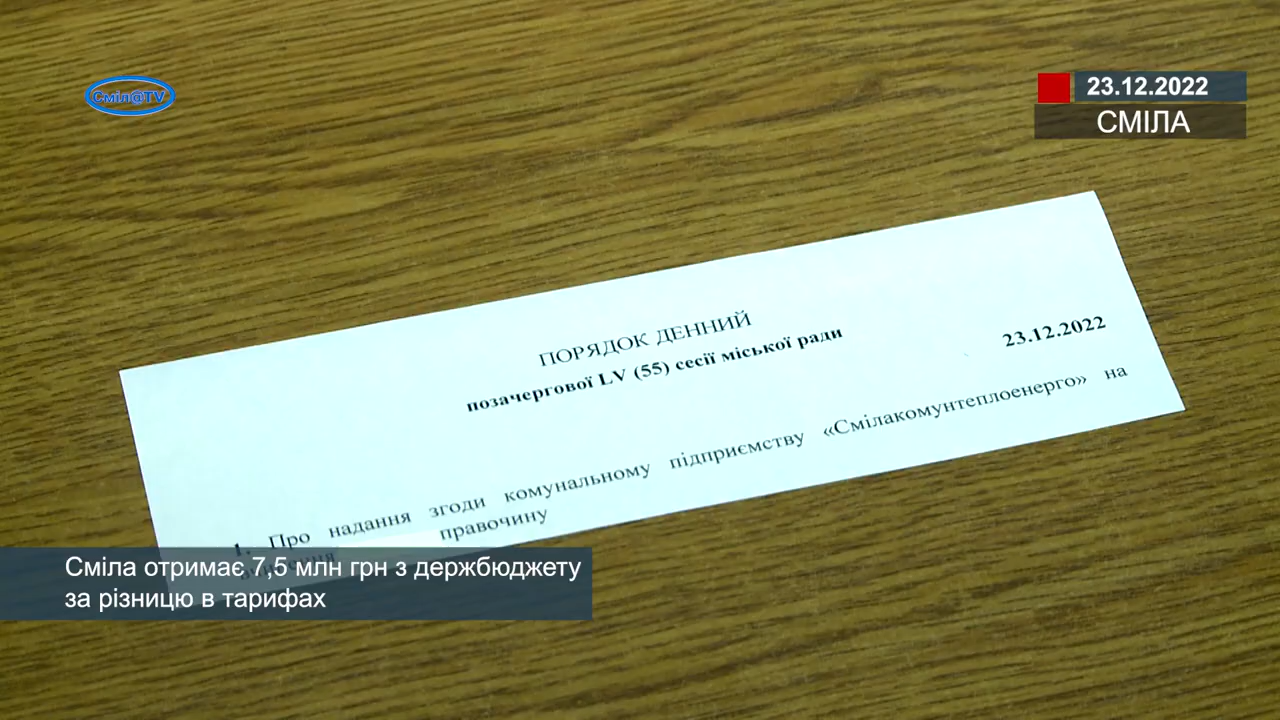 Сміл@TV
23.12.2022
СМІЛА
ПОРЯДОК ДЕННИЙ
позачергової LV (55) сесії міської ради
23.12.2022
1. Про надання згоди комунальному підприємству «Смілакомунтеплоенерго» на
правочину
Сміла отримає 7,5 млн грн з держбюджету
за різницю в тарифах